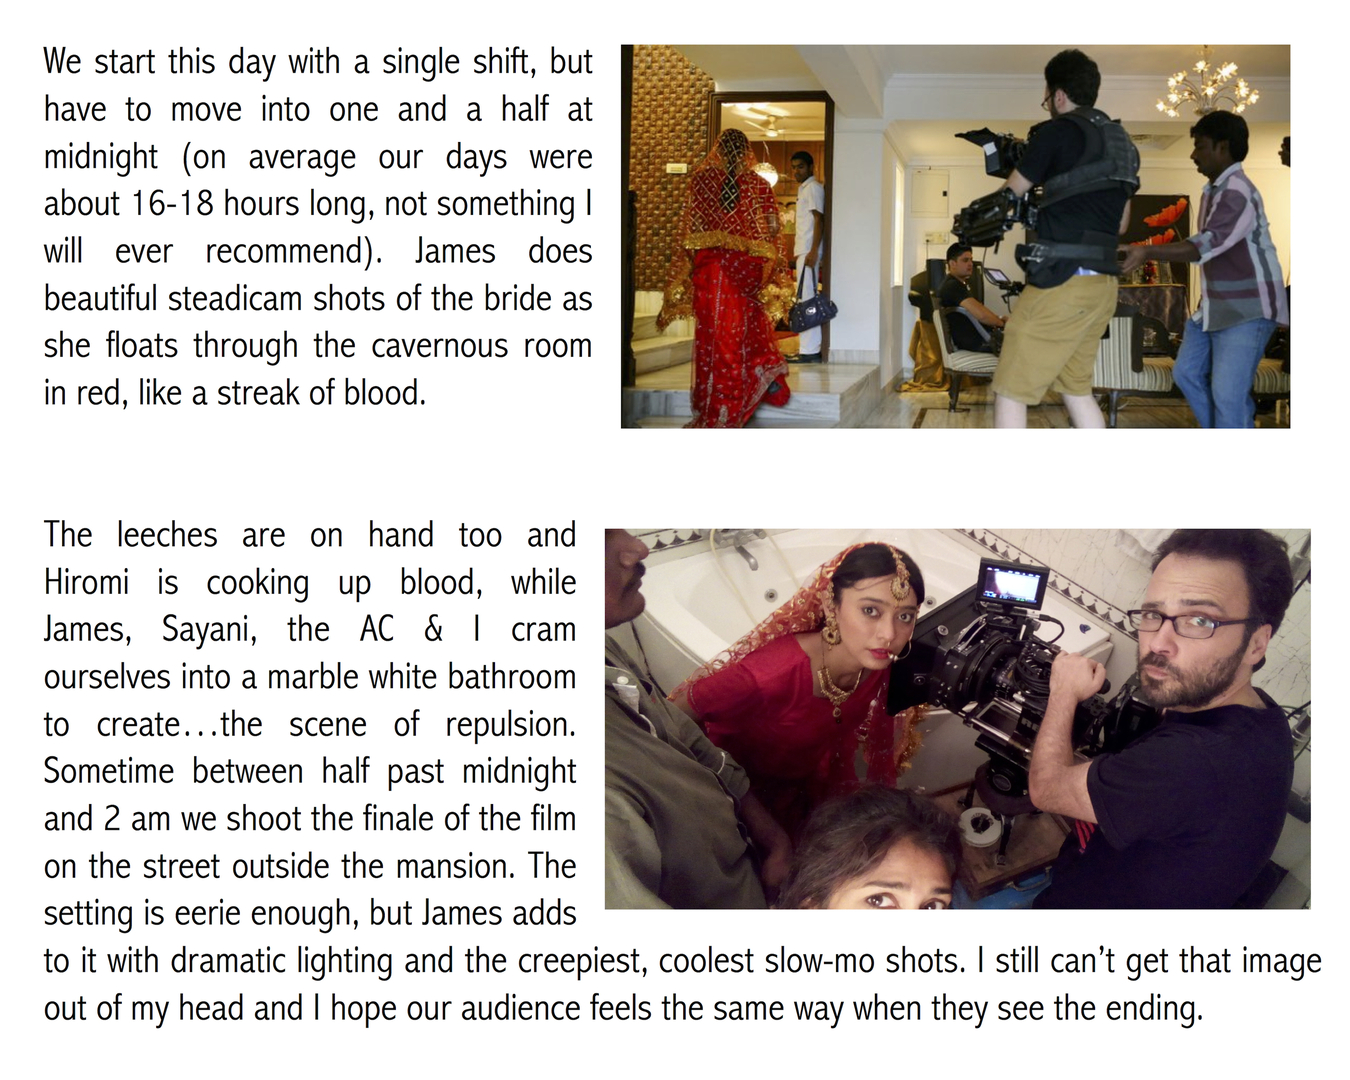 We start this day with a single shift, but
have to move into one and a half at
midnight (on average our days were
about 16-18 hours long, not something I
will ever recommend). James does
beautiful steadicam shots of the bride as
she floats through the cavernous room
in red, like a streak of blood.
The leeches are on hand too and
Hiromi is cooking up blood, while
James, Sayani, the AC & I cram
ourselves into a marble white bathroom
to create…the scene of repulsion.
Sometime between half past midnight
and 2 am we shoot the finale of the film
on the street outside the mansion. The
setting is eerie enough, but James adds
to it with dramatic lighting and the creepiest, coolest slow-mo shots. I still can’t get that image
out of my head and I hope our audience feels the same way when they see the ending.